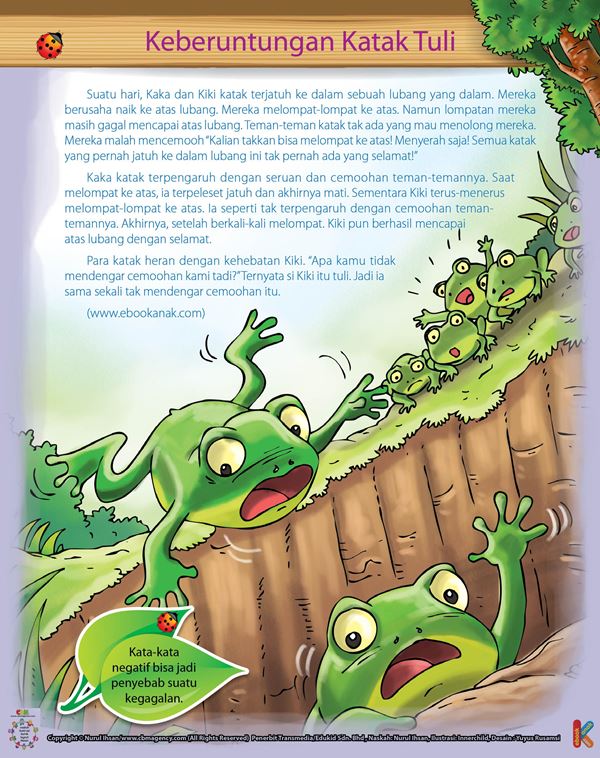 Keberuntungan Katak Tuli
Suatu hari, Kaka dan Kiki katak terjatuh ke dalam sebuah lubang yang dalam. Mereka
berusaha naik ke atas lubang. Mereka melompat-lompat ke atas. Namun lompatan mereka
masih gagal mencapai atas lubang. Teman-teman katak tak ada yang mau menolong mereka.
Mereka malah mencemooh "Kalian takkan bisa melompat ke atas! Menyerah saja! Semua katak
yang pernah jatuh ke dalam lubang ini tak pernah ada yang selamat!"
Kaka katak terpengaruh dengan seruan dan cemoohan teman-temannya. Saat
melompat ke atas, ia terpeleset jatuh dan akhirnya mati. Sementara Kiki terus-menerus
melompat-lompat ke atas. Ia seperti tak terpengaruh dengan cemoohan teman-
temannya. Akhirnya, setelah berkali-kali melompat. Kiki pun berhasil mencapai
atas lubang dengan selamat.
Para katak heran dengan kehebatan Kiki. "Apa kamu tidak
mendengar cemoohan kami tadi?" Ternyata si Kiki itu tuli. Jadi ia
sama sekali tak mendengar cemoohan itu.
(www.ebookanak.com)
Kata-kata
negatif bisa jadi
penyebab suatu
kegagalan.
Copyright © Nurul Ihsan/www.cbmagency.com (All Rights Reserved) Penerbit Transmedia/Edukid Sdn. Bhd., Naskah: Nurul Ihsan, Ilustrasi: Innerchild, Desain: Yuyus Rusamsi